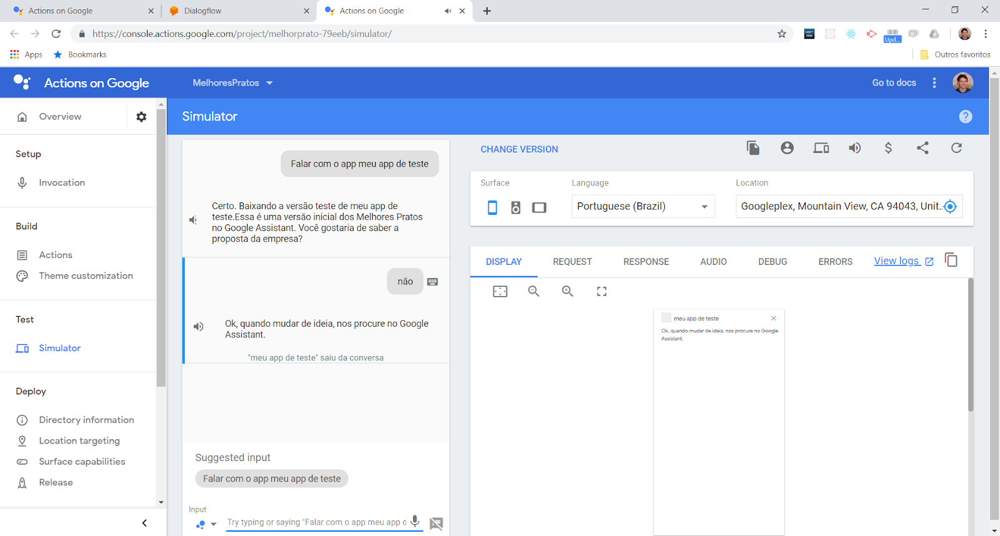 Actions on Google
Dialogflow
Actions on Google
https://console.actions.google.com/project/melhorprato-79eeb/simulator/
Upd...
Apps
Bookmarks
Outros favoritos
Actions on Google
MelhoresPratos
Go to docs
Overview
Simulator
Setup
Invocation
Build
Actions
Theme customization
Test
Simulator
Deploy
Directory information
Location targeting
Surface capabilities
Release
Falar com o app meu app de teste
Certo. Baixando a versão teste de meu app de
teste.Essa é uma versão inicial dos Melhores Pratos
no Google Assistant. Você gostaria de saber a
proposta da empresa?
não
Ok, quando mudar de ideia, nos procure no Google
Assistant.
"meu app de teste" saiu da conversa
Suggested input
Falar com o app meu app de teste
Input
Try typing or saying "Falar com o app meu app d
CHANGE VERSION
Surface
Language
Location
Portuguese (Brazil)
Googleplex, Mountain View, CA 94043, Unit..
DISPLAY
REQUEST
RESPONSE
AUDIO
DEBUG
ERRORS
View logs
meu app de teste
Ok, quando mudar de ideia, nos procure no Google
Assistant.